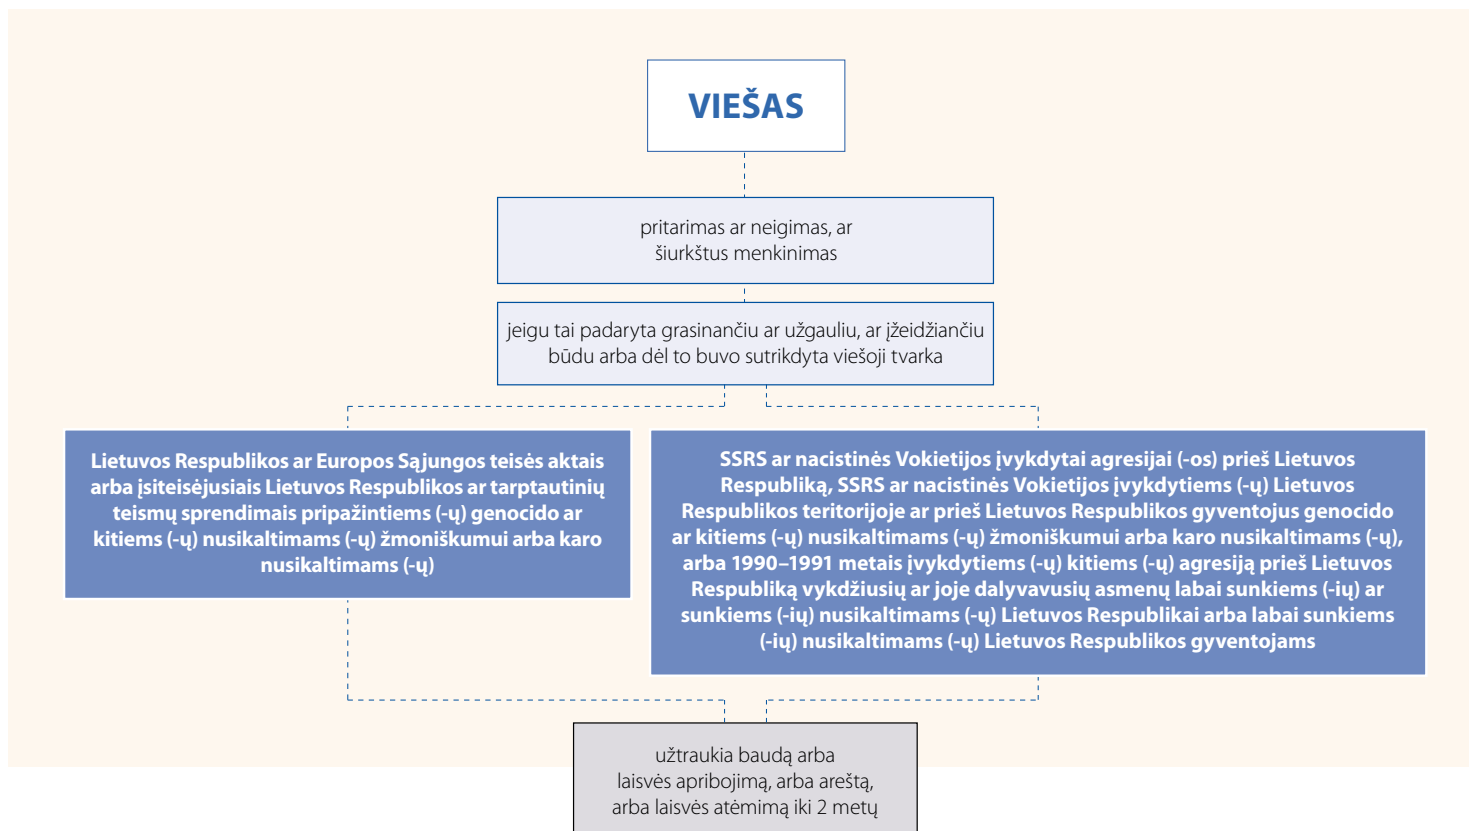 VIEŠAS
pritarimas ar neigimas, ar
šiurkštus menkinimas
jeigu tai padaryta grasinančiu ar užgauliu, ar įžeidžiančiu
būdu arba dėl to buvo sutrikdyta viešoji tvarka
Lietuvos Respublikos ar Europos Sąjungos teisės aktais
arba įsiteisėjusiais Lietuvos Respublikos ar tarptautinių
teismų sprendimais pripažintiems (-ų) genocido ar
kitiems (-ų) nusikaltimams (-ų) žmoniškumui arba karo
nusikaltimams (-ų)
SSRS ar nacistinės Vokietijos įvykdytai agresijai (-os) prieš Lietuvos
Respubliką, SSRS ar nacistinės Vokietijos įvykdytiems (-ų) Lietuvos
Respublikos teritorijoje ar prieš Lietuvos Respublikos gyventojus genocido
ar kitiems (-ų) nusikaltimams (-ų) žmoniškumui arba karo nusikaltimams (-ų),
arba 1990–1991 metais įvykdytiems (-ų) kitiems (-ų) agresiją prieš Lietuvos
Respubliką vykdžiusių ar joje dalyvavusių asmenų labai sunkiems (-ių) ar
sunkiems (-ių) nusikaltimams (-ų) Lietuvos Respublikai arba labai sunkiems
(-ių) nusikaltimams (-ų) Lietuvos Respublikos gyventojams
užtraukia baudą arba
laisvės apribojimą, arba areštą,
arba laisvės atėmimą iki 2 metų